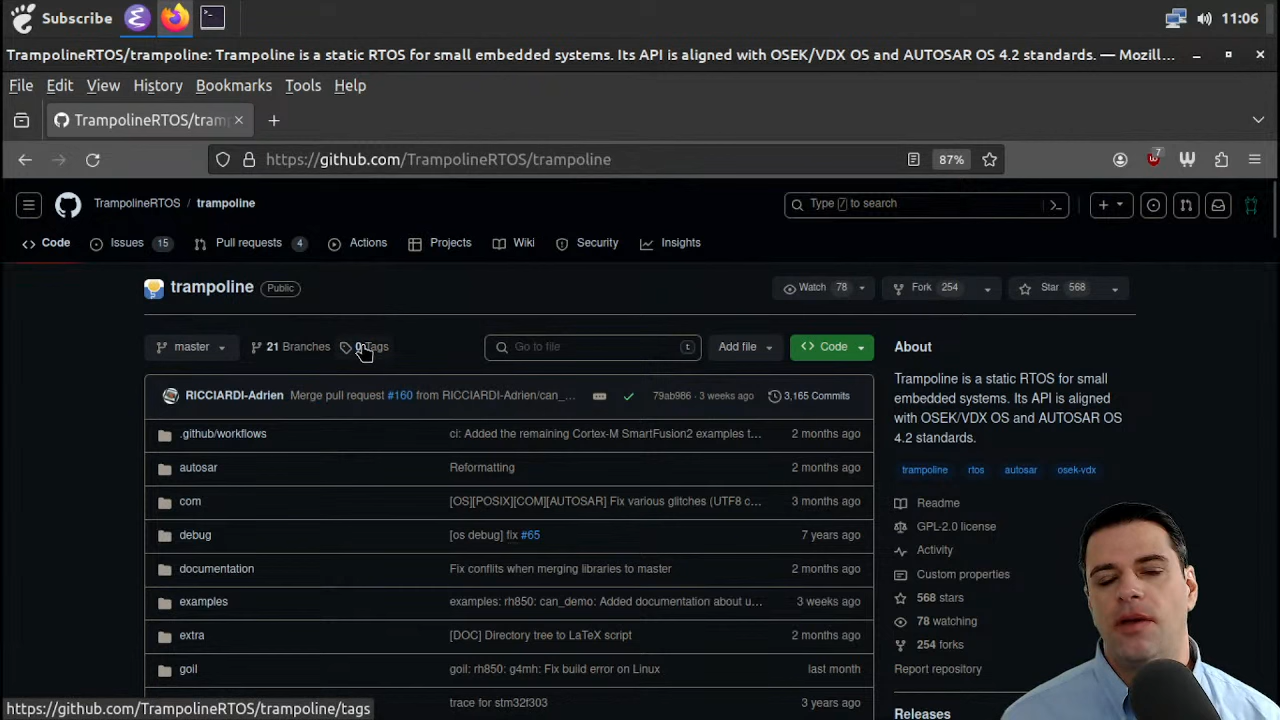 Subscribe
11:06
TrampolineRTOS/trampoline: Trampoline is a static RTOS for small embedded systems. Its API is aligned with OSEK/VDX OS and AUTOSAR OS 4.2 standards. — Mozill...
File Edit View History Bookmarks Tools Help
TrampolineRTOS/tram
https://github.com/TrampolineRTOS/trampoline
87%
7
TrampolineRTOS / trampoline
Type / to search
Code
Issues 15
Pull requests 4
Actions
Projects
Wiki
Security
Insights
trampoline Public
Watch 78
Fork 254
Star 568
master
21 Branches
0 Tags
Go to file t
Add file
Code
RICCIARDI-Adrien Merge pull request #160 from RICCIARDI-Adrien/can_... 79ab986 · 3 weeks ago 3,165 Commits
.github/workflows ci: Added the remaining Cortex-M SmartFusion2 examples t... 2 months ago
autosar Reformatting 2 months ago
com [OS][POSIX][COM][AUTOSAR] Fix various glitches (UTF8 c... 3 months ago
debug [os debug] fix #65 7 years ago
documentation Fix conflicts when merging libraries to master 2 months ago
examples examples: rh850: can_demo: Added documentation about u... 3 weeks ago
extra [DOC] Directory tree to LaTeX script 2 months ago
goil goil: rh850: g4mh: Fix build error on Linux last month
trace for stm32f303 3 years ago
About
Trampoline is a static RTOS for small
embedded systems. Its API is aligned
with OSEK/VDX OS and AUTOSAR OS
4.2 standards.
trampoline rtos autosar osek-vdx
Readme
GPL-2.0 license
Activity
Custom properties
568 stars
78 watching
254 forks
Report repository
Releases
https://github.com/TrampolineRTOS/trampoline/tags